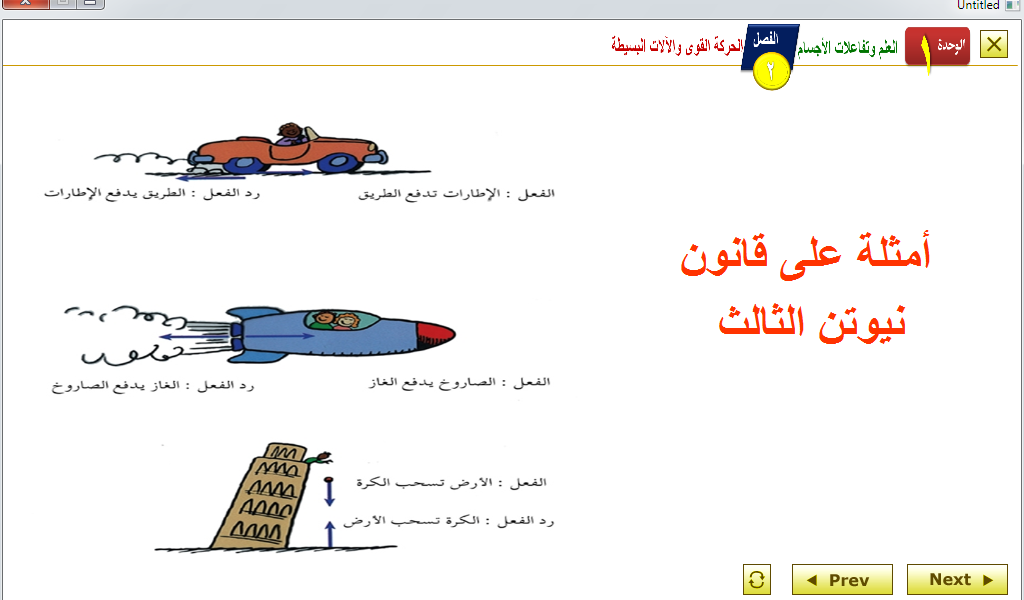 Untitled
الوحدة ١
العلم وتفاعلات الأجسام
الفصل ٢
الحركة القوى والآلات البسيطة
أمثلة على قانون
نيوتن الثالث
الفعل : الإطارات تدفع الطريق
رد الفعل : الطريق يدفع الإطارات
الفعل : الصاروخ يدفع الغاز
رد الفعل : الغاز يدفع الصاروخ
الفعل : الأرض تسحب الكرة
رد الفعل : الكرة تسحب الأرض
Prev
Next